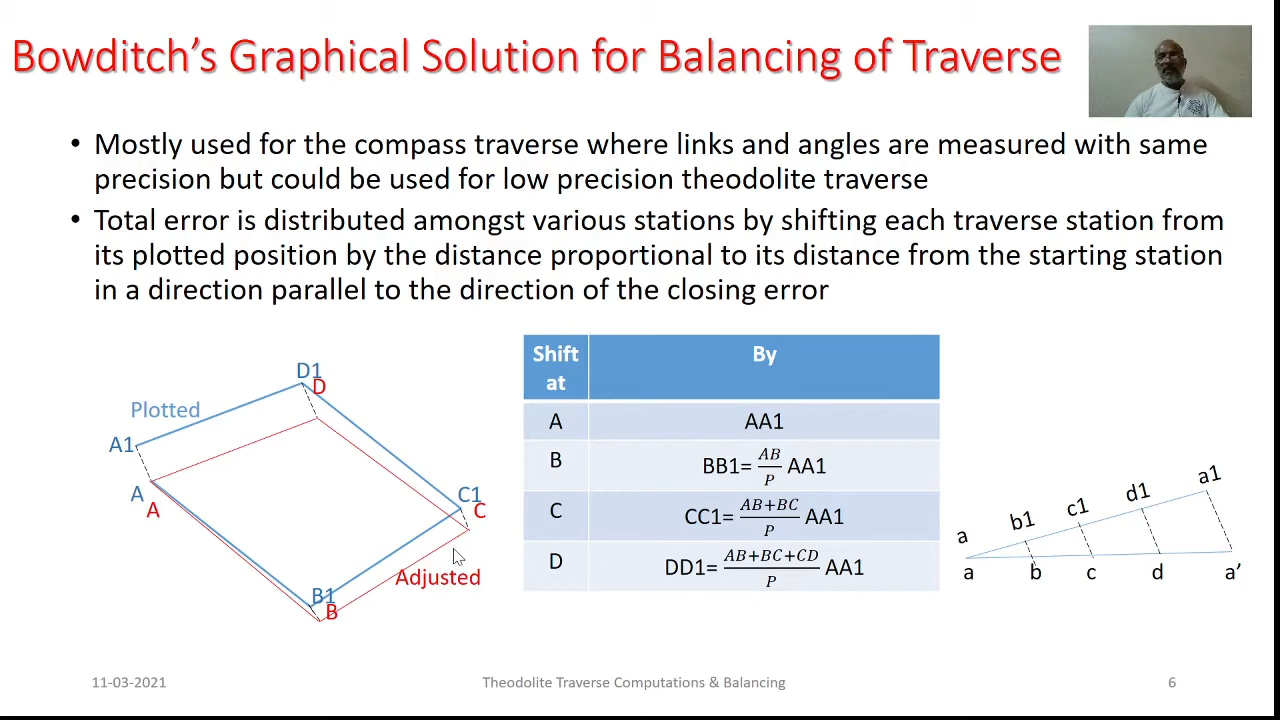 Bowditch's Graphical Solution for Balancing of Traverse
• Mostly used for the compass traverse where links and angles are measured with same
precision but could be used for low precision theodolite traverse
• Total error is distributed amongst various stations by shifting each traverse station from
its plotted position by the distance proportional to its distance from the starting station
in a direction parallel to the direction of the closing error
D1
D
Plotted
A1
A
A
C1
C
Adjusted
B1
B
Shift at By
A AA1
B BB1= AB/P AA1
C CC1= AB+BC/P AA1
D DD1= AB+BC+CD/P AA1
a b1 c1 d1 a1
a b c d a'
11-03-2021 Theodolite Traverse Computations & Balancing 6